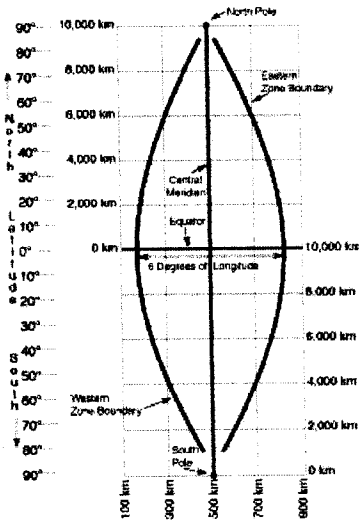 North Pole
90° 10,000 km
80°
70° 8,000 km
60°
50° 6,000 km
40°
30° 4,000 km
20° 2,000 km
10°
0° 0 km
10°
20°
30°
40°
50°
60°
70°
80°
90°
North
Latitude
South
Eastern
Zone Boundary
Central
Meridian
Equator
6 Degrees of Longitude
10,000 km
8,000 km
6,000 km
4,000 km
2,000 km
0 km
Western
Zone Boundary
South
Pole
100 km
300 km
500 km
700 km